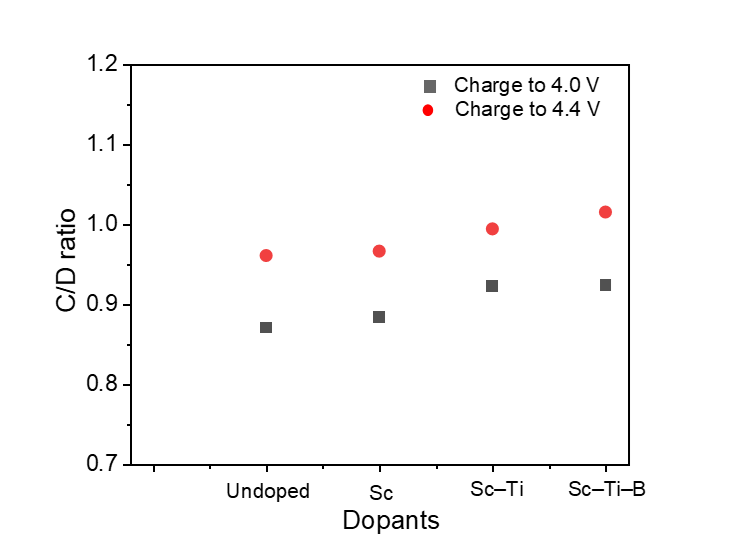 1.2
1.1
1.0
0.9
0.8
0.7
C/D ratio
Charge to 4.0 V
Charge to 4.4 V
Undoped
Sc
Sc–Ti
Sc–Ti–B
Dopants